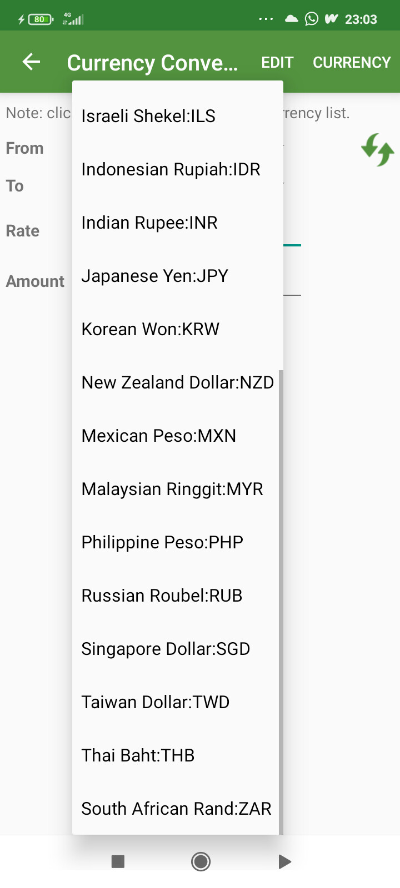 80
4G
23:03
Currency Conve...
EDIT
CURRENCY
Note: clic
rrency list.
From
To
Rate
Amount
Israeli Shekel:ILS
Indonesian Rupiah:IDR
Indian Rupee:INR
Japanese Yen:JPY
Korean Won:KRW
New Zealand Dollar:NZD
Mexican Peso:MXN
Malaysian Ringgit:MYR
Philippine Peso:PHP
Russian Roubel:RUB
Singapore Dollar:SGD
Taiwan Dollar:TWD
Thai Baht:THB
South African Rand:ZAR